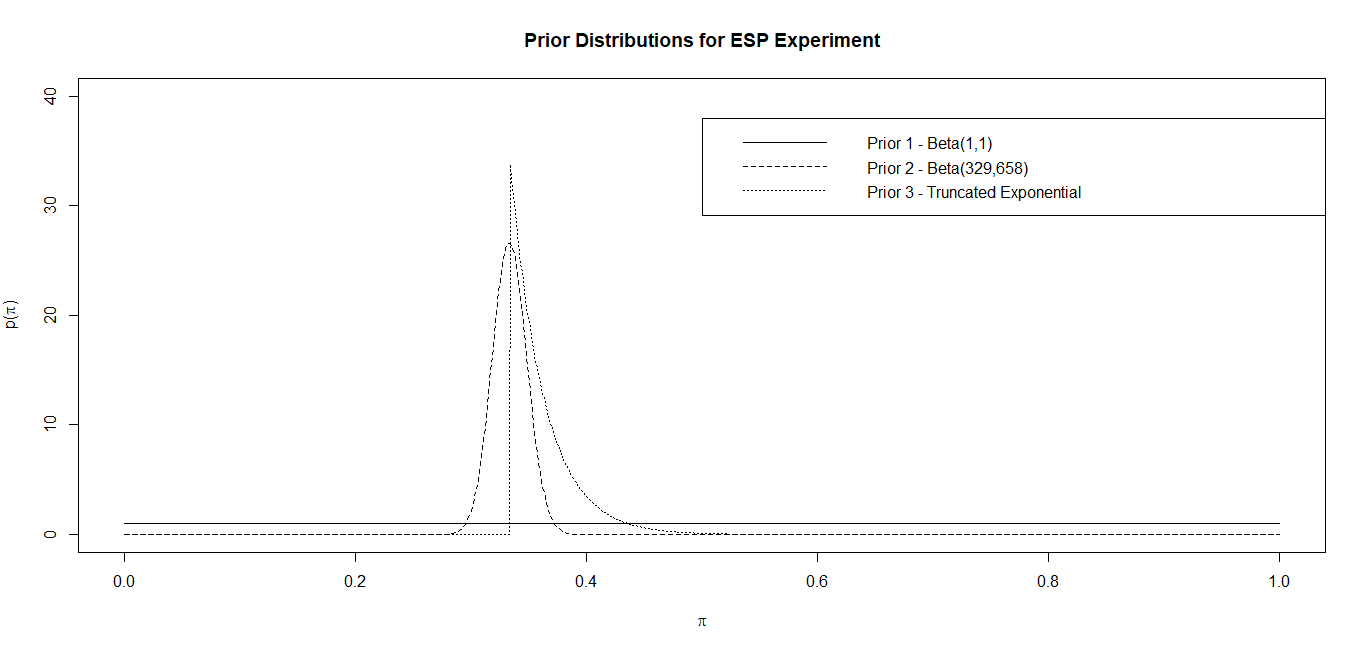 Prior Distributions for ESP Experiment
40
30
20
10
0
p(π)
Prior 1 - Beta(1,1)
Prior 2 - Beta(329,658)
Prior 3 - Truncated Exponential
0.0 0.2 0.4 0.6 0.8 1.0
π